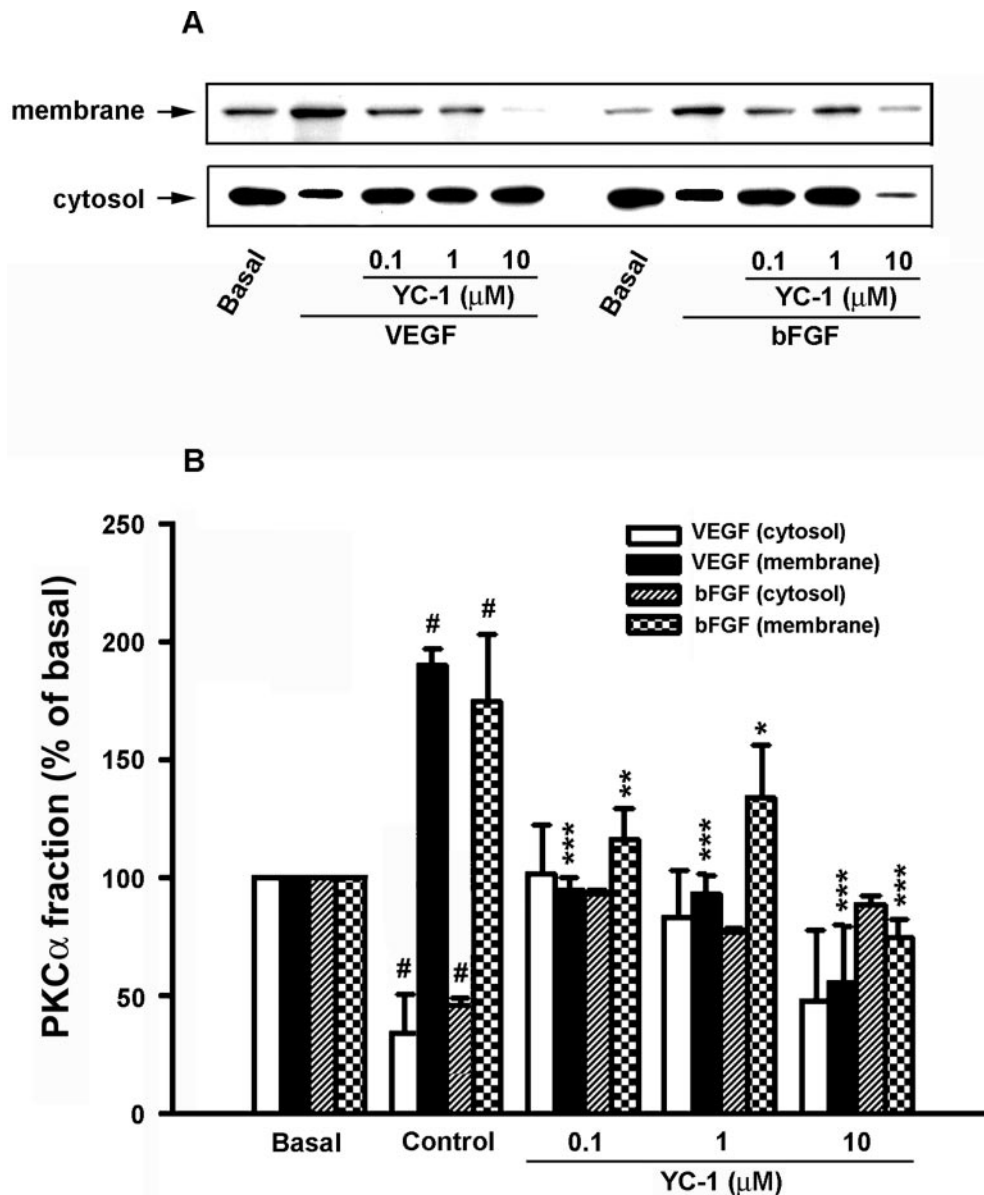 A
membrane
cytosol
Basal 0.1 1 10 Basal 0.1 1 10
YC-1 (μM) YC-1 (μM)
VEGF bFGF
B
PKCα fraction (% of basal)
250
200
150
100
50
0
VEGF (cytosol)
VEGF (membrane)
bFGF (cytosol)
bFGF (membrane)
# # # #
*** **
*** *
*** ***
Basal Control 0.1 1 10
YC-1 (μM)